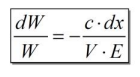 dW/W = - c · dx / V · E